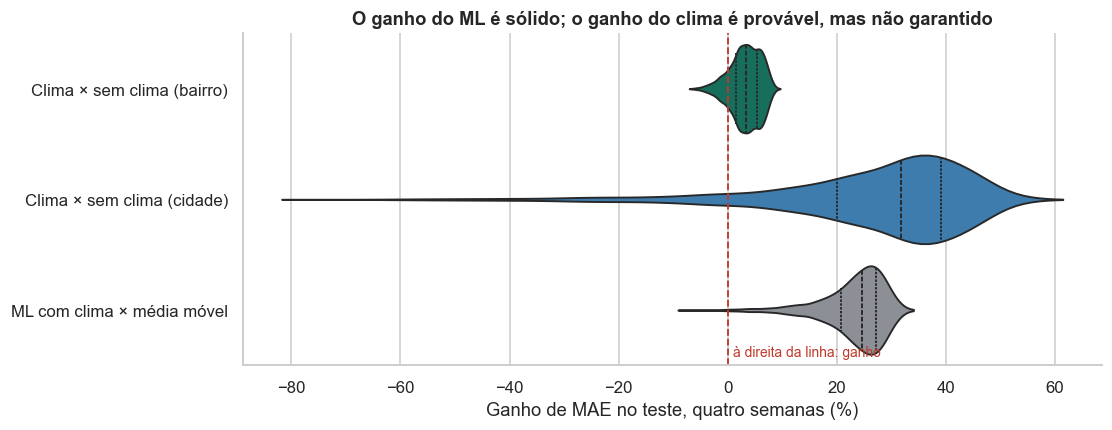 O ganho do ML é sólido; o ganho do clima é provável, mas não garantido
Clima × sem clima (bairro)
Clima × sem clima (cidade)
ML com clima × média móvel
à direita da linha: ganho
−80 −60 −40 −20 0 20 40 60
Ganho de MAE no teste, quatro semanas (%)